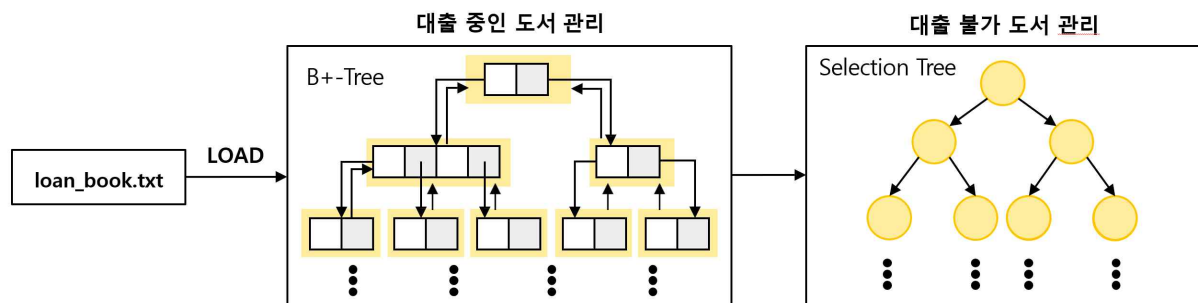 대출 중인 도서 관리
대출 불가 도서 관리
B+-Tree
Selection Tree
LOAD
loan_book.txt